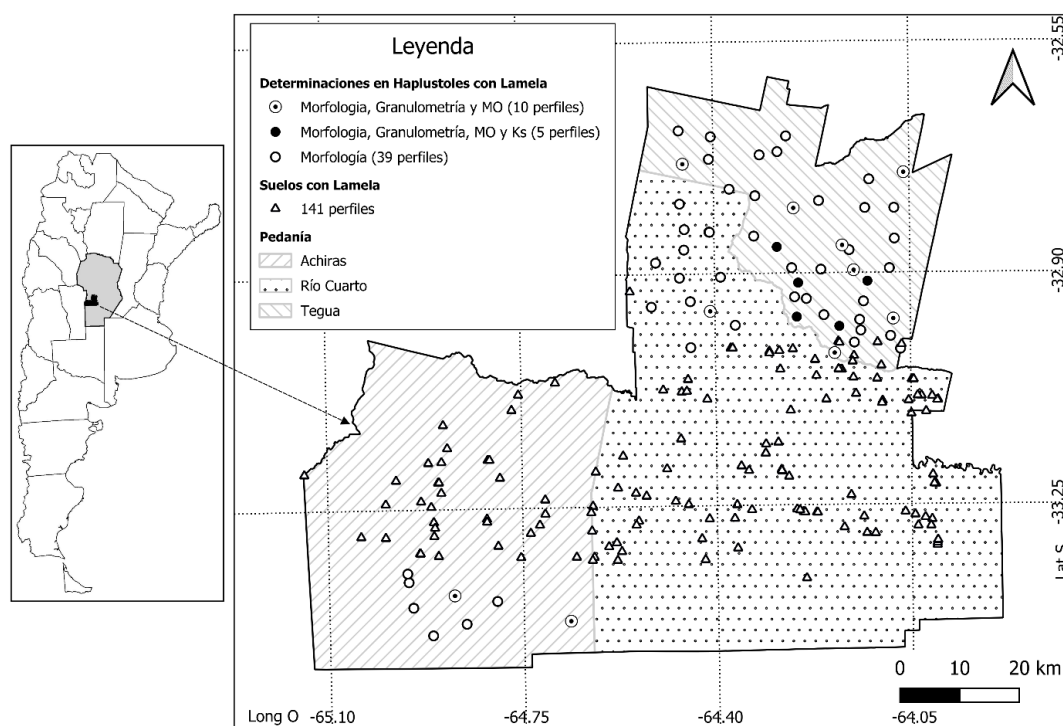 Leyenda
Determinaciones en Haplustoles con Lamela
Morfologia, Granulometría y MO (10 perfiles)
Morfologia, Granulometría, MO y Ks (5 perfiles)
Morfología (39 perfiles)
Suelos con Lamela
141 perfiles
Pedanía
Achiras
Río Cuarto
Tegua
-32.55
-32.90
-33.25
Lat S
0 10 20 km
Long O -65.10 -64.75 -64.40 -64.05